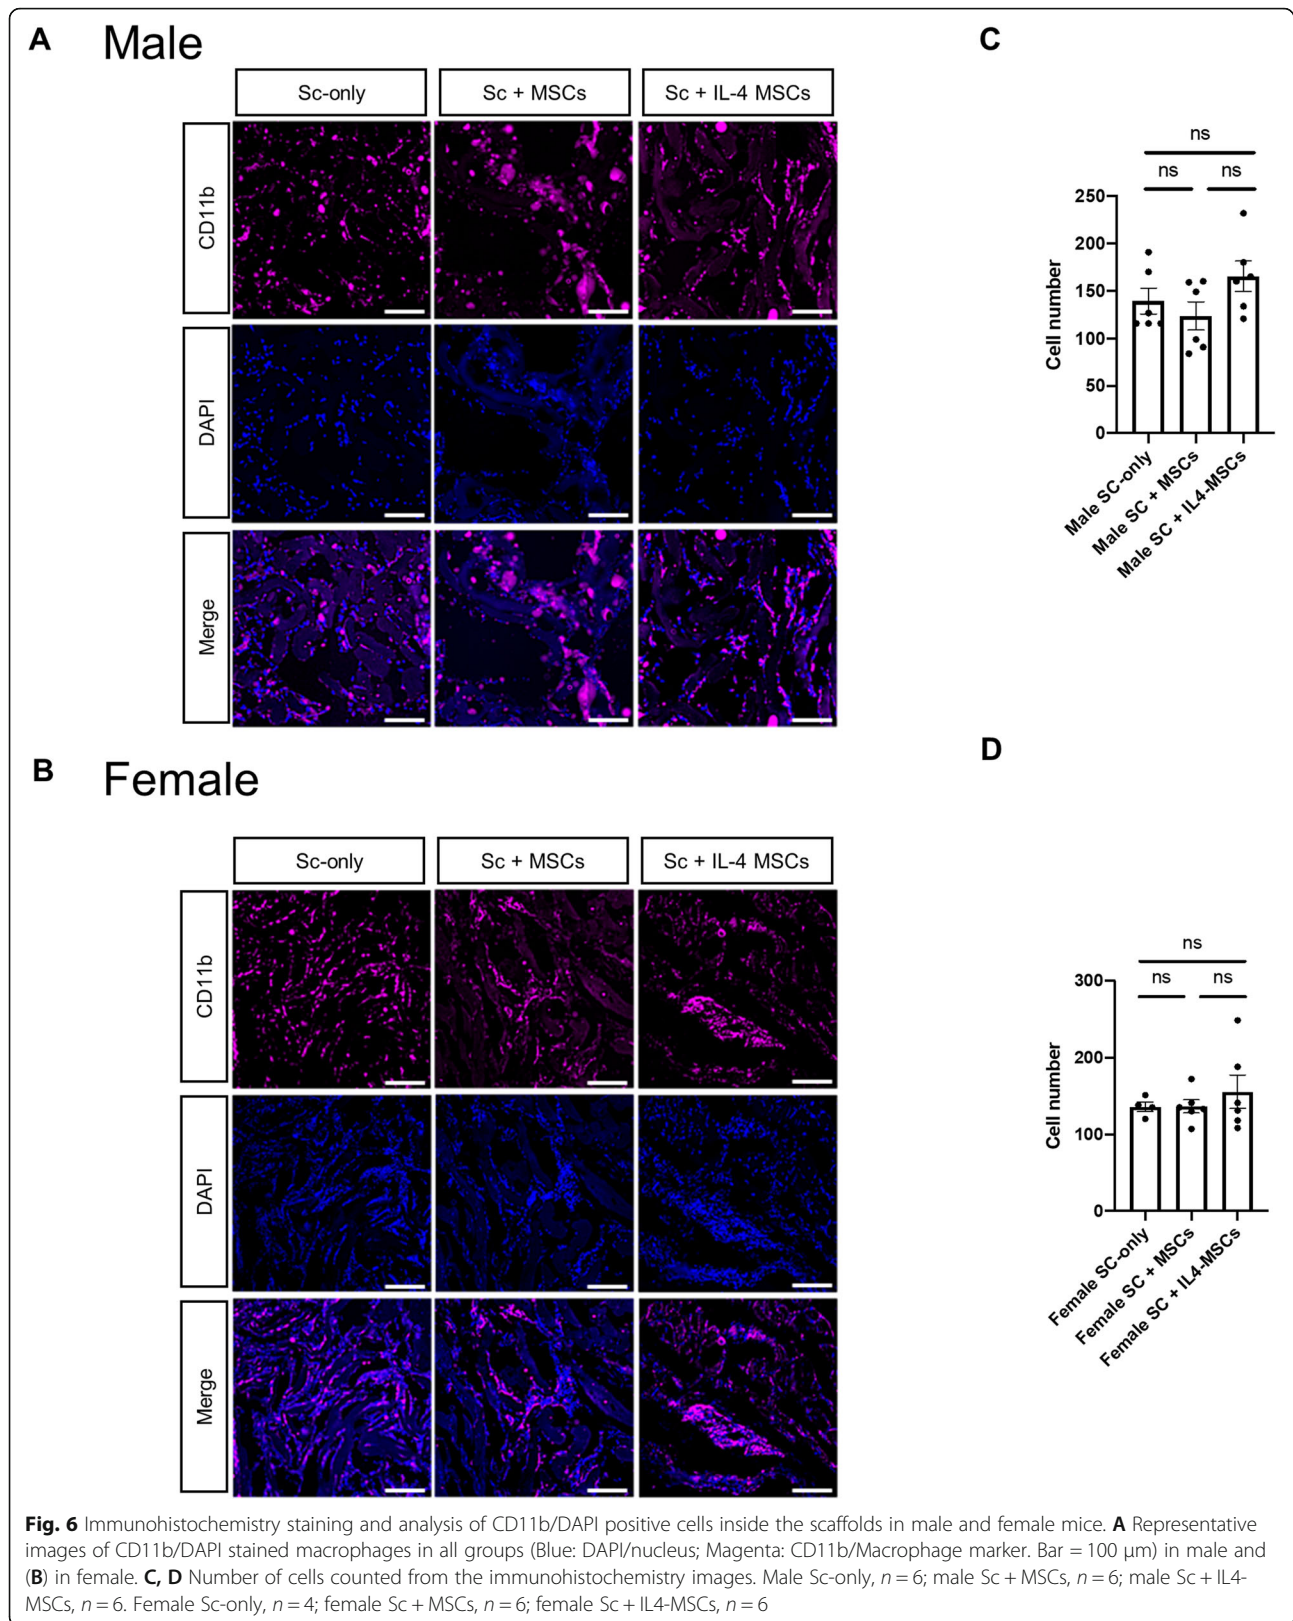 A Male
Sc-only
Sc + MSCs
Sc + IL-4 MSCs
CD11b
DAPI
Merge
C
ns
ns
ns
250
200
150
100
50
0
Cell number
Male SC-only
Male SC + MSCs
Male SC + IL4-MSCs
B Female
Sc-only
Sc + MSCs
Sc + IL-4 MSCs
CD11b
DAPI
Merge
D
ns
ns
ns
300
200
100
0
Cell number
Female SC-only
Female SC + MSCs
Female SC + IL4-MSCs
Fig. 6 Immunohistochemistry staining and analysis of CD11b/DAPI positive cells inside the scaffolds in male and female mice. A Representative
images of CD11b/DAPI stained macrophages in all groups (Blue: DAPI/nucleus; Magenta: CD11b/Macrophage marker. Bar = 100 μm) in male and
(B) in female. C, D Number of cells counted from the immunohistochemistry images. Male Sc-only, n = 6; male Sc + MSCs, n = 6; male Sc + IL4-
MSCs, n = 6. Female Sc-only, n = 4; female Sc + MSCs, n = 6; female Sc + IL4-MSCs, n = 6